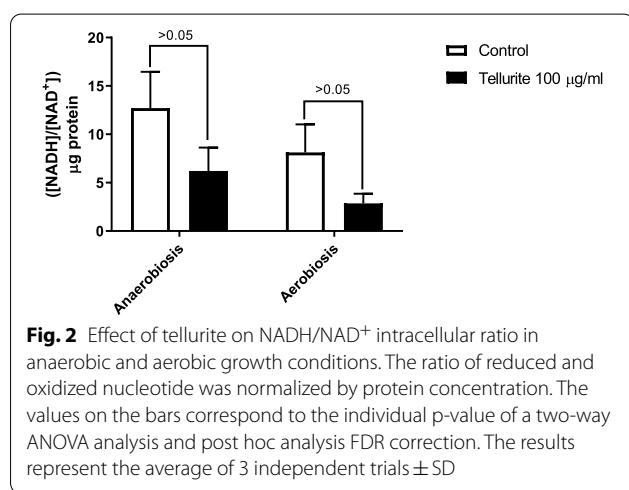 20
15
10
5
0
([NADH]/[NAD⁺])
µg protein
>0.05
>0.05
Control
Tellurite 100 µg/ml
Anaerobiosis
Aerobiosis
Fig. 2 Effect of tellurite on NADH/NAD⁺ intracellular ratio in
anaerobic and aerobic growth conditions. The ratio of reduced and
oxidized nucleotide was normalized by protein concentration. The
values on the bars correspond to the individual p-value of a two-way
ANOVA analysis and post hoc analysis FDR correction. The results
represent the average of 3 independent trials ± SD